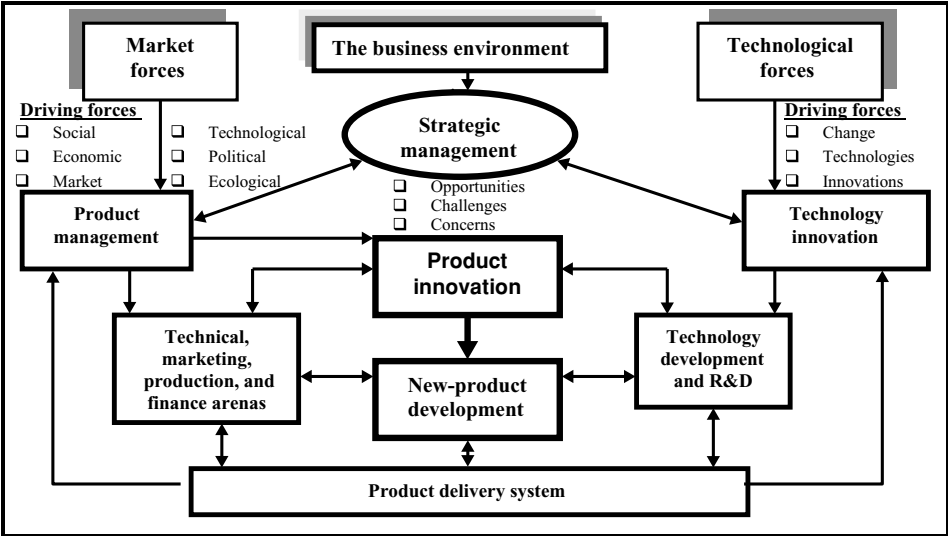 Market
forces
The business environment
Technological
forces
Driving forces
❑ Social
❑ Economic
❑ Market
❑ Technological
❑ Political
❑ Ecological
Strategic
management
❑ Opportunities
❑ Challenges
❑ Concerns
Driving forces
❑ Change
❑ Technologies
❑ Innovations
Product
management
Technology
innovation
Product
innovation
Technical,
marketing,
production, and
finance arenas
New-product
development
Technology
development
and R&D
Product delivery system